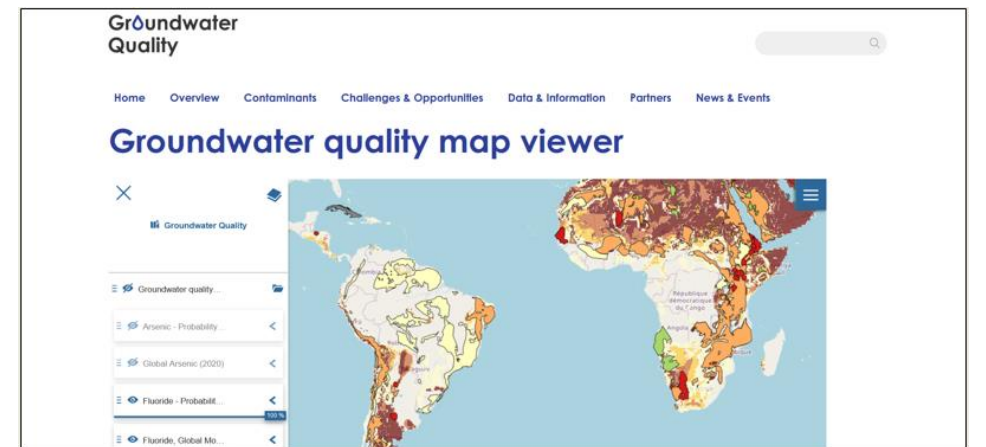 Groundwater
Quality
Home Overview Contaminants Challenges & Opportunities Data & Information Partners News & Events
Groundwater quality map viewer
Groundwater Quality
Groundwater quality...
Arsenic - Probability...
Global Arsenic (2020)
Fluoride - Probabilit...
100 %
Fluoride, Global Mo...
Colombia
République
démocratique
du Congo
Angola